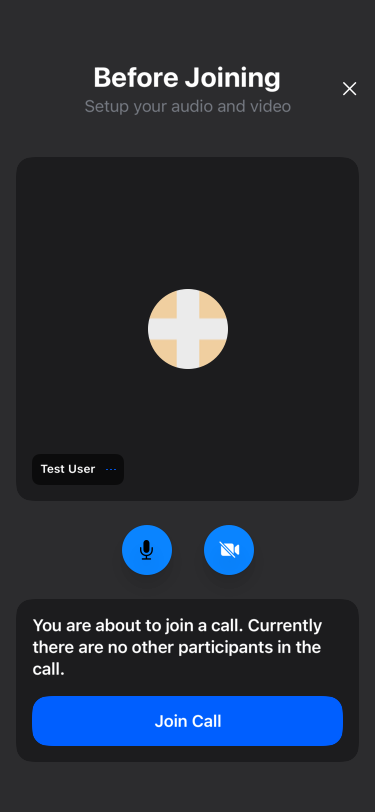 Before Joining
Setup your audio and video
Test User
You are about to join a call. Currently
there are no other participants in the
call.
Join Call